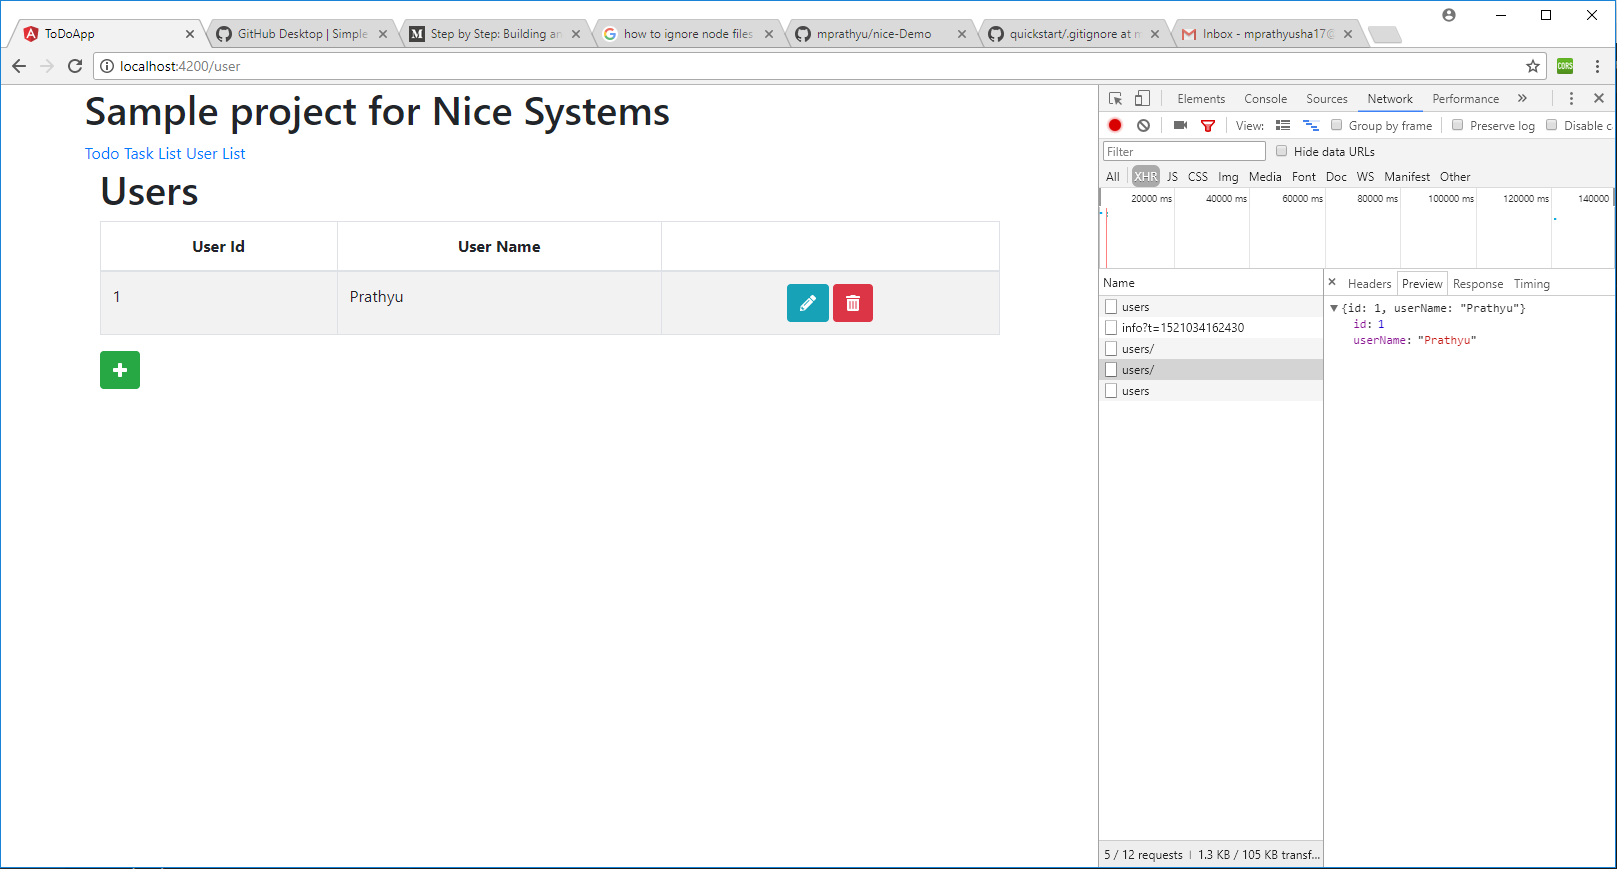 ToDoApp
GitHub Desktop | Simple
M Step by Step: Building an
how to ignore node files
mprathyu/nice-Demo
quickstart/.gitignore at m
Inbox - mprathyusha17@
localhost:4200/user
CORS
Sample project for Nice Systems
Todo Task List User List
Users
User Id User Name
1 Prathyu
Elements Console Sources Network Performance »
View: Group by frame Preserve log Disable c
Filter Hide data URLs
All XHR JS CSS Img Media Font Doc WS Manifest Other
20000 ms 40000 ms 60000 ms 80000 ms 100000 ms 120000 ms 140000
Name
users
info?t=1521034162430
users/
users/
users
Headers Preview Response Timing
{id: 1, userName: "Prathyu"}
id: 1
userName: "Prathyu"
5 / 12 requests | 1.3 KB / 105 KB transf...